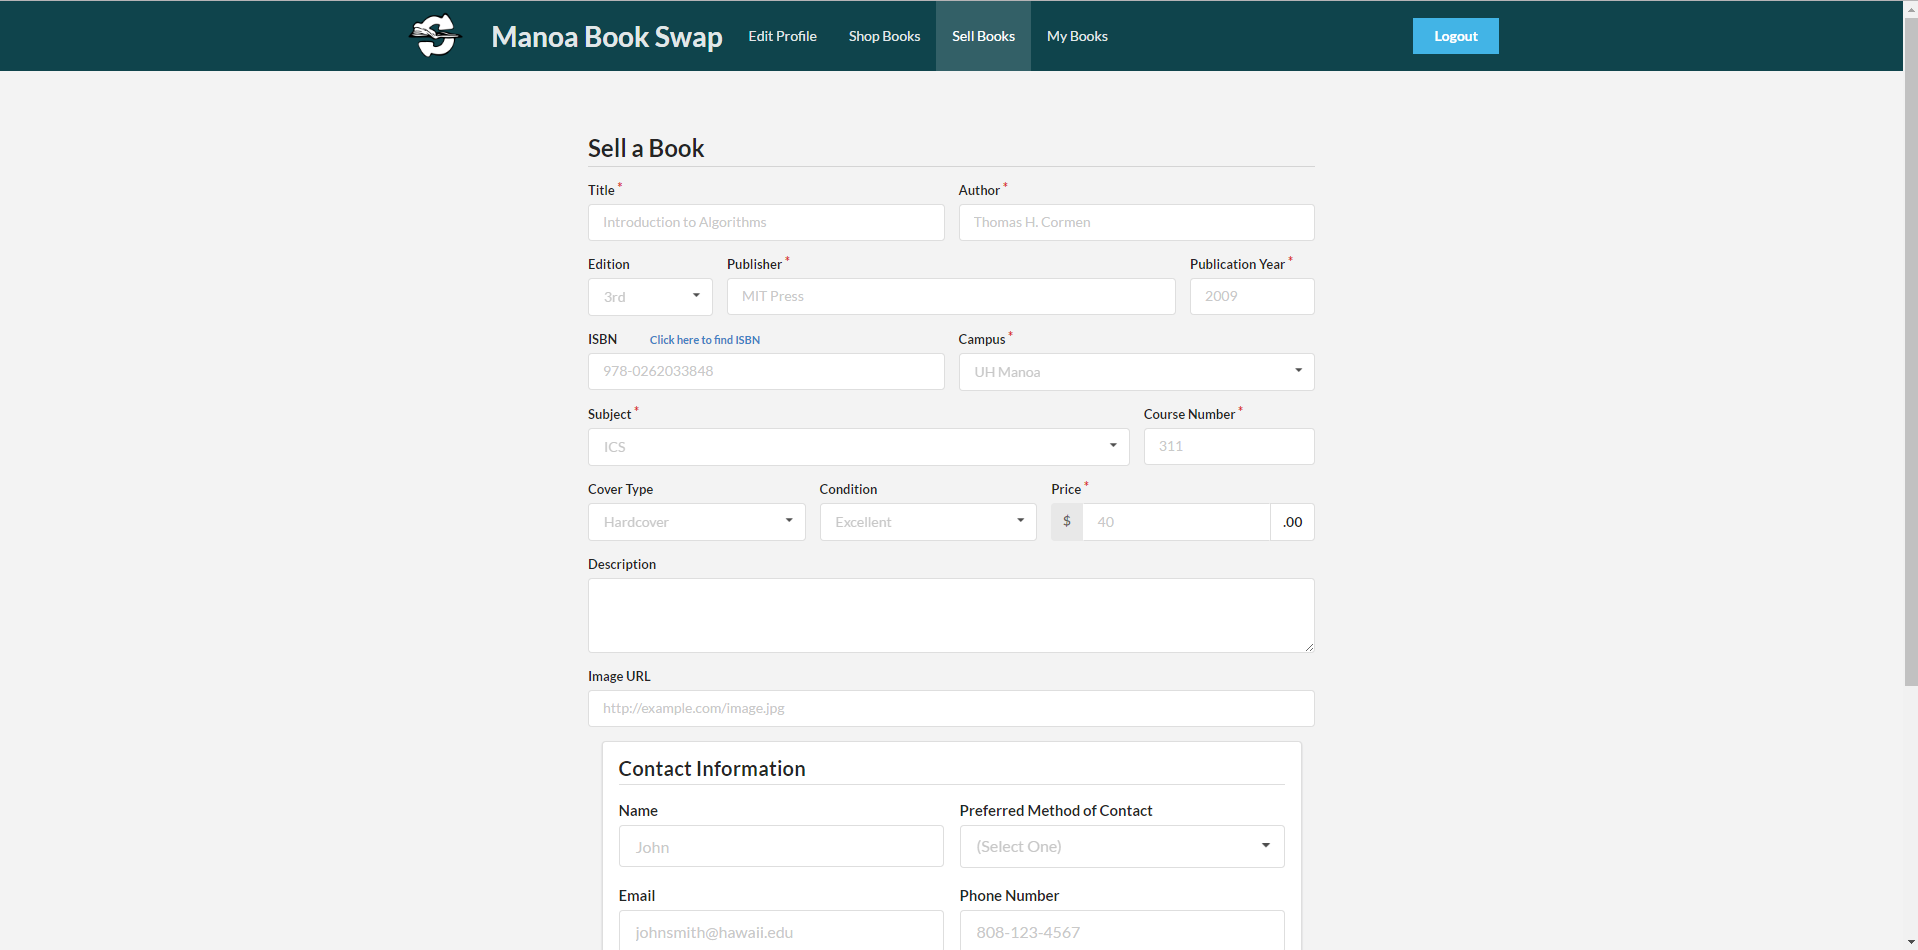 Manoa Book Swap Edit Profile Shop Books Sell Books My Books Logout
Sell a Book
Title * Author *
Introduction to Algorithms Thomas H. Cormen
Edition Publisher * Publication Year *
3rd MIT Press 2009
ISBN Click here to find ISBN Campus *
978-0262033848 UH Manoa
Subject * Course Number *
ICS 311
Cover Type Condition Price *
Hardcover Excellent $ 40 .00
Description
Image URL
http://example.com/image.jpg
Contact Information
Name Preferred Method of Contact
John (Select One)
Email Phone Number
johnsmith@hawaii.edu 808-123-4567